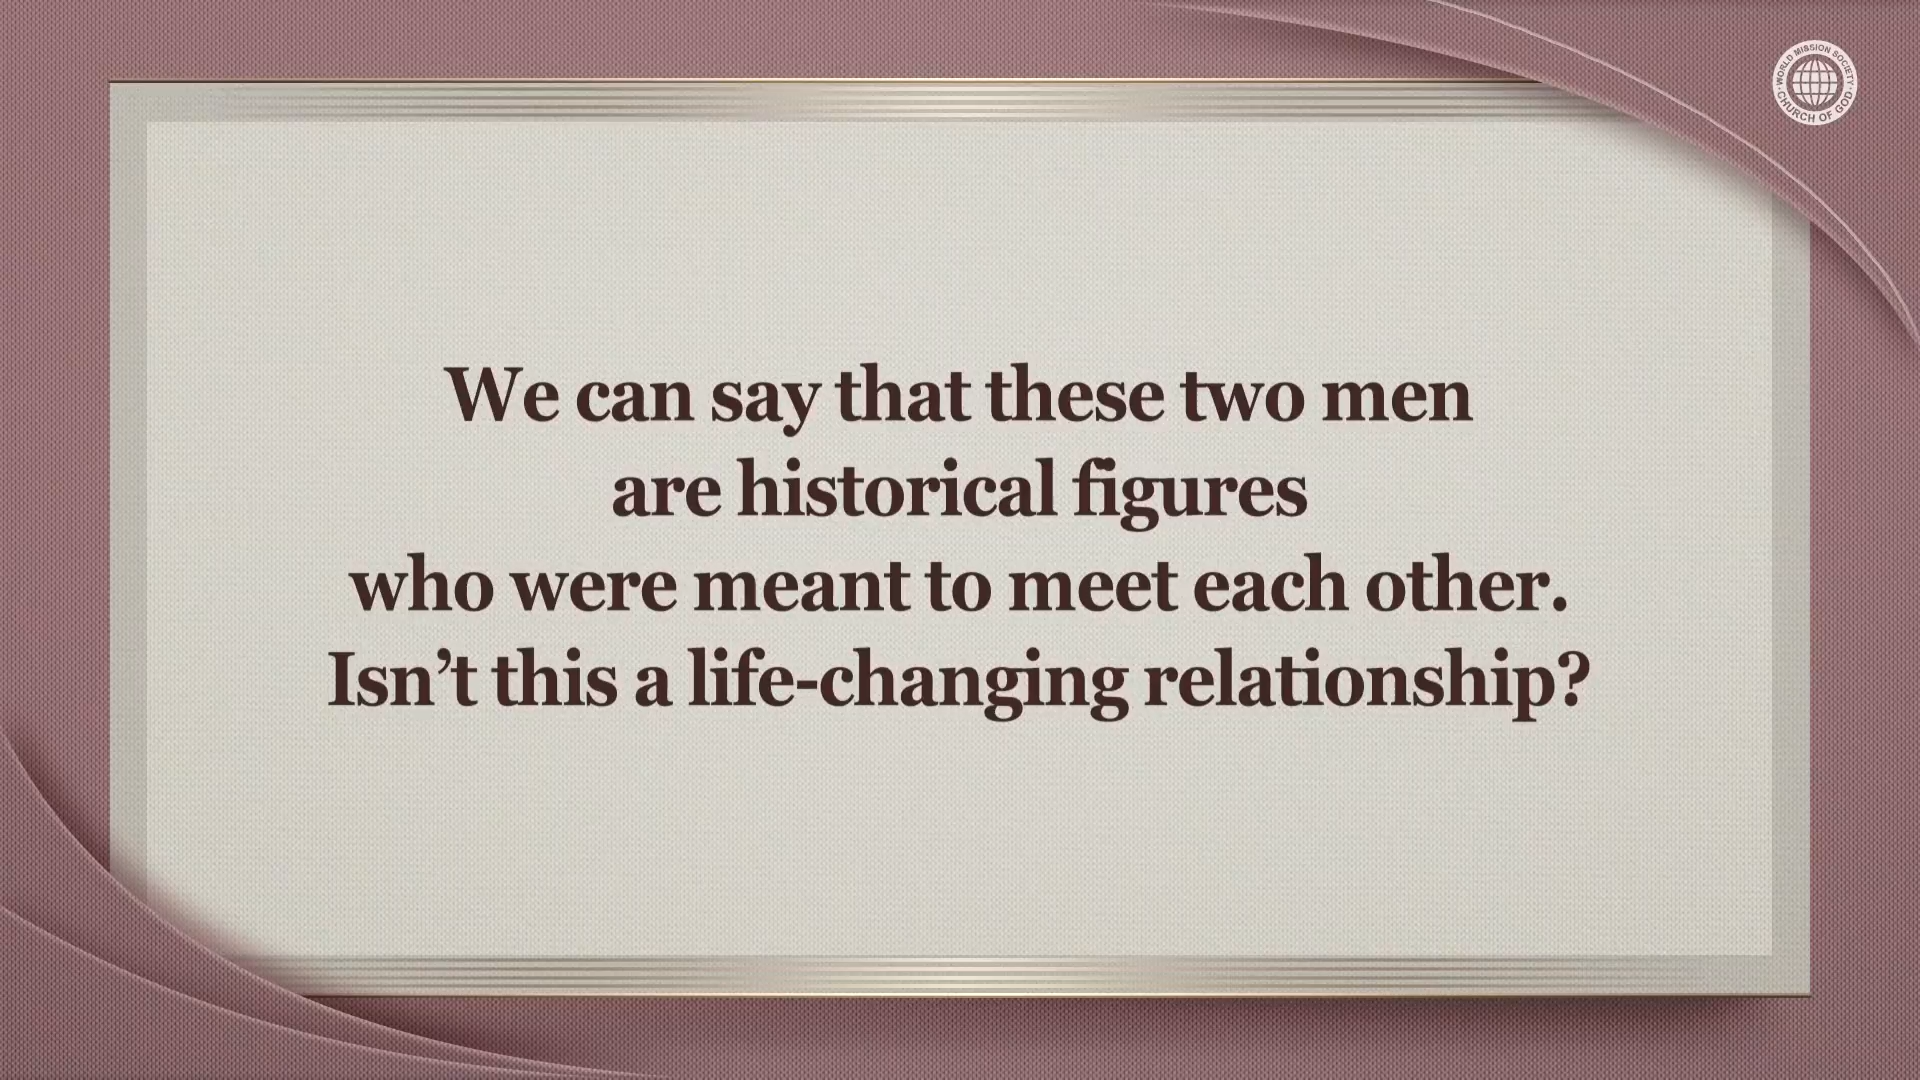 WORLD MISSION SOCIETY
CHURCH OF GOD
We can say that these two men
are historical figures
who were meant to meet each other.
Isn’t this a life-changing relationship?